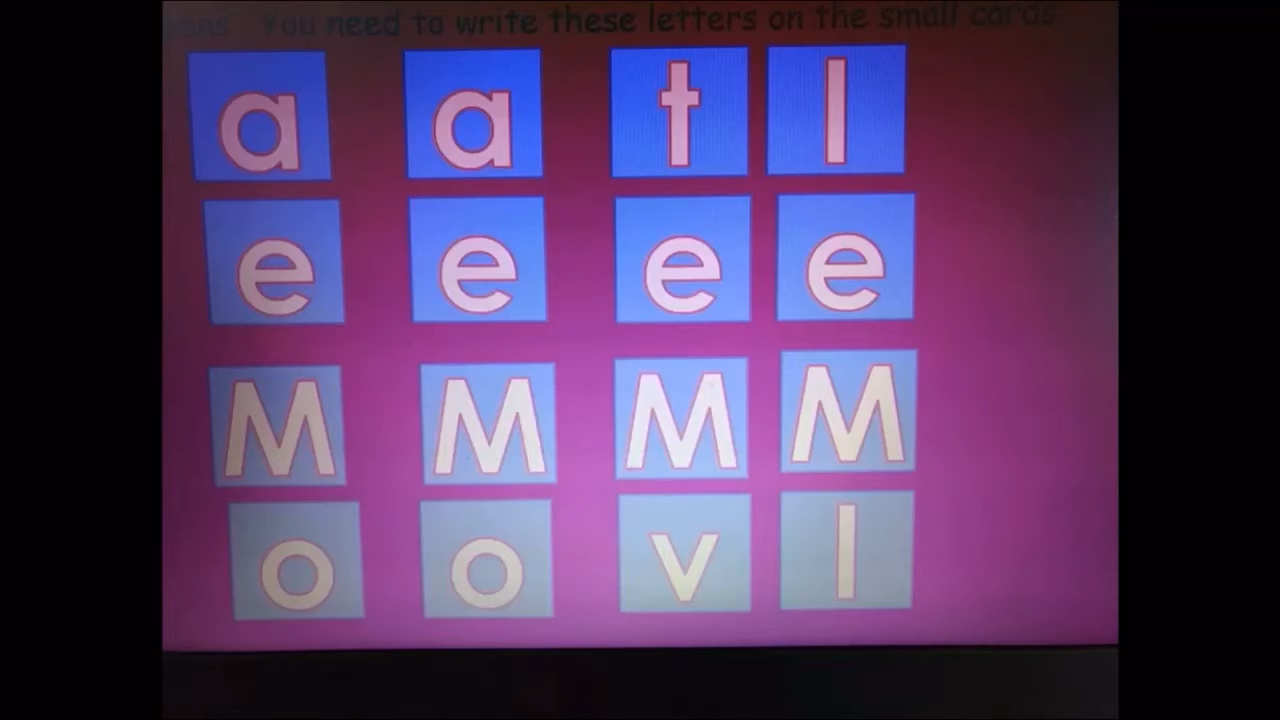 You need to write these letters on the small cards
a a t l
e e e e
M M M M
o o v l